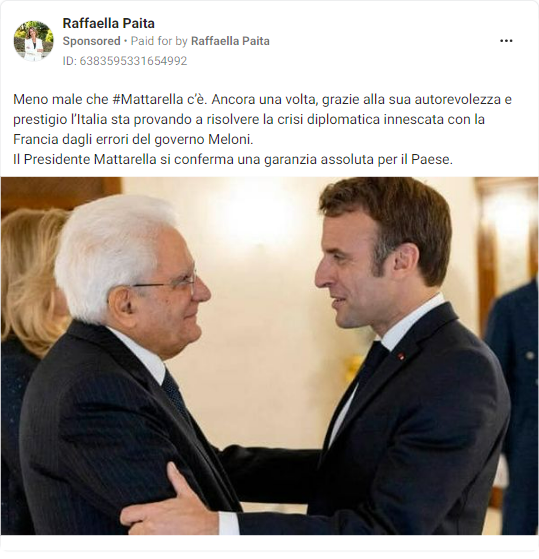 Raffaella Paita
Sponsored • Paid for by Raffaella Paita
ID: 6383595331654992
Meno male che #Mattarella c'è. Ancora una volta, grazie alla sua autorevolezza e
prestigio l'Italia sta provando a risolvere la crisi diplomatica innescata con la
Francia dagli errori del governo Meloni.
Il Presidente Mattarella si conferma una garanzia assoluta per il Paese.